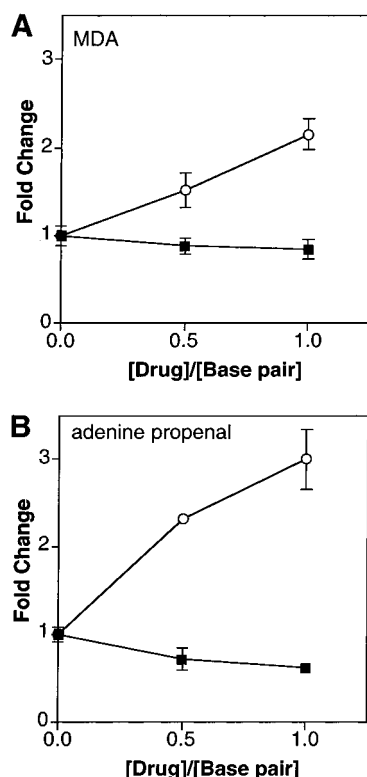 A
MDA
3
2
1
0
Fold Change
0.0 0.5 1.0
[Drug]/[Base pair]
B
adenine propenal
3
2
1
0
Fold Change
0.0 0.5 1.0
[Drug]/[Base pair]